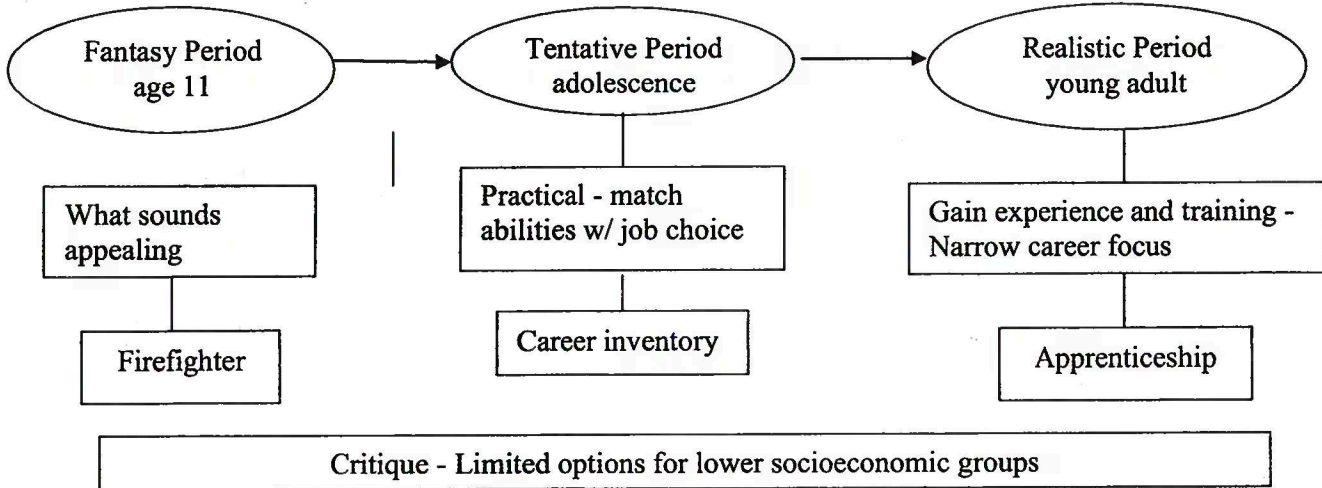 Fantasy Period
age 11
Tentative Period
adolescence
Realistic Period
young adult
What sounds
appealing
Practical - match
abilities w/ job choice
Gain experience and training -
Narrow career focus
Firefighter
Career inventory
Apprenticeship
Critique - Limited options for lower socioeconomic groups